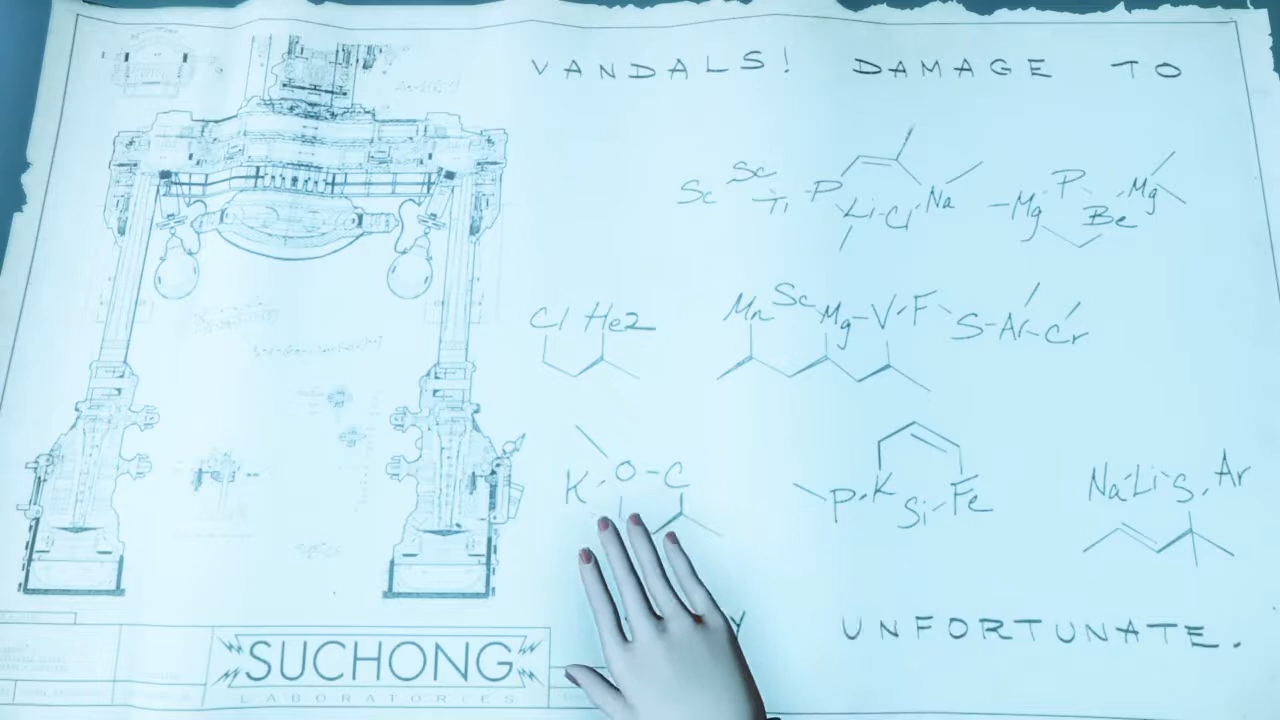 VANDALS! DAMAGE TO
Sc Sc Ti P Li Cl Na Mg P Be Mg
Cl He2 Mn Sc Mg V F S Ar Cr
K O C P K Si Fe Na Li S Ar
Y UNFORTUNATE.
SUCHONG
LABORATORIES